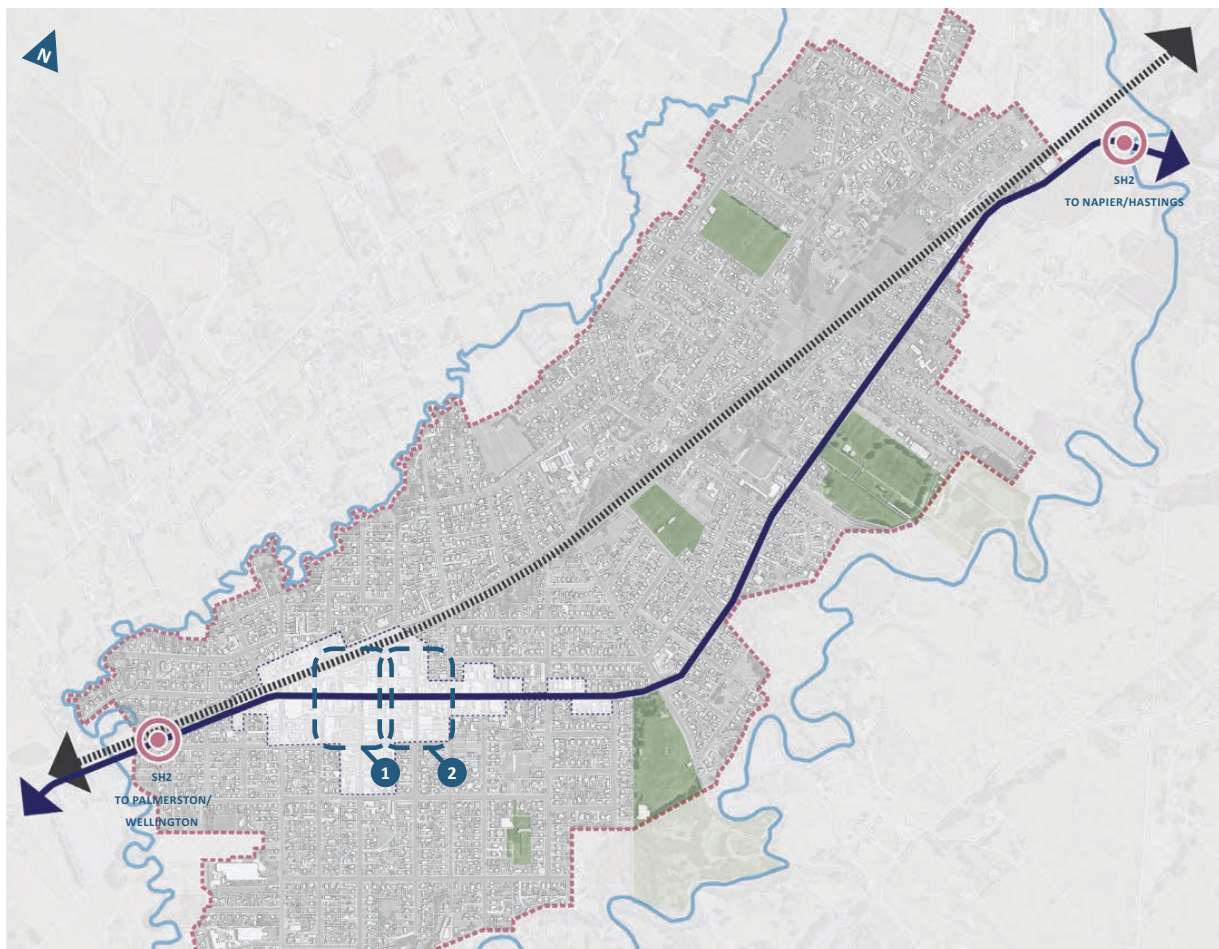 N
SH2
TO NAPIER/HASTINGS
1
2
SH2
TO PALMERSTON/
WELLINGTON